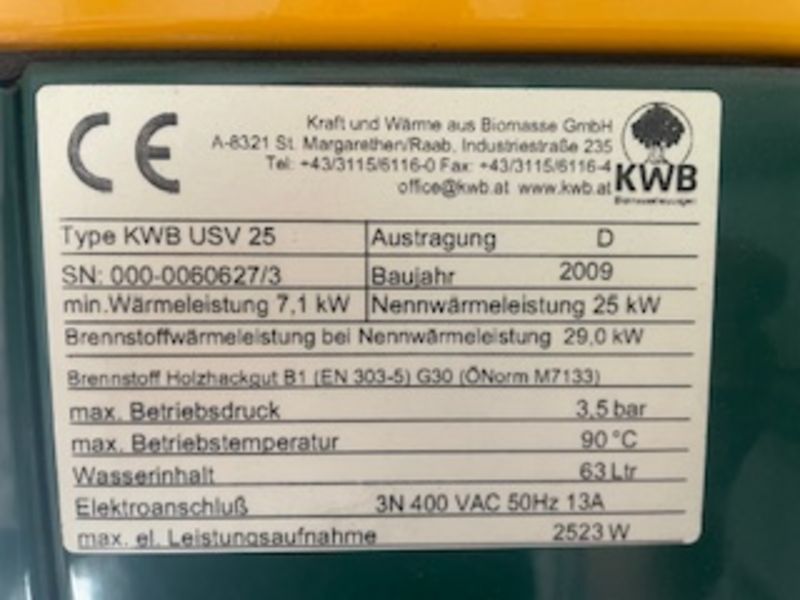 CE
Kraft und Wärme aus Biomasse GmbH
A-8321 St. Margarethen/Raab, Industriestraße 235
Tel: +43/3115/6116-0 Fax: +43/3115/6116-4
office@kwb.at www.kwb.at
KWB
Biomasseheizungen
Type KWB USV 25 Austragung D
SN: 000-0060627/3 Baujahr 2009
min.Wärmeleistung 7,1 kW Nennwärmeleistung 25 kW
Brennstoffwärmeleistung bei Nennwärmeleistung 29,0 kW
Brennstoff Holzhackgut B1 (EN 303-5) G30 (ÖNorm M7133)
max. Betriebsdruck 3,5 bar
max. Betriebstemperatur 90 °C
Wasserinhalt 63 Ltr
Elektroanschluß 3N 400 VAC 50Hz 13A
max. el. Leistungsaufnahme 2523 W